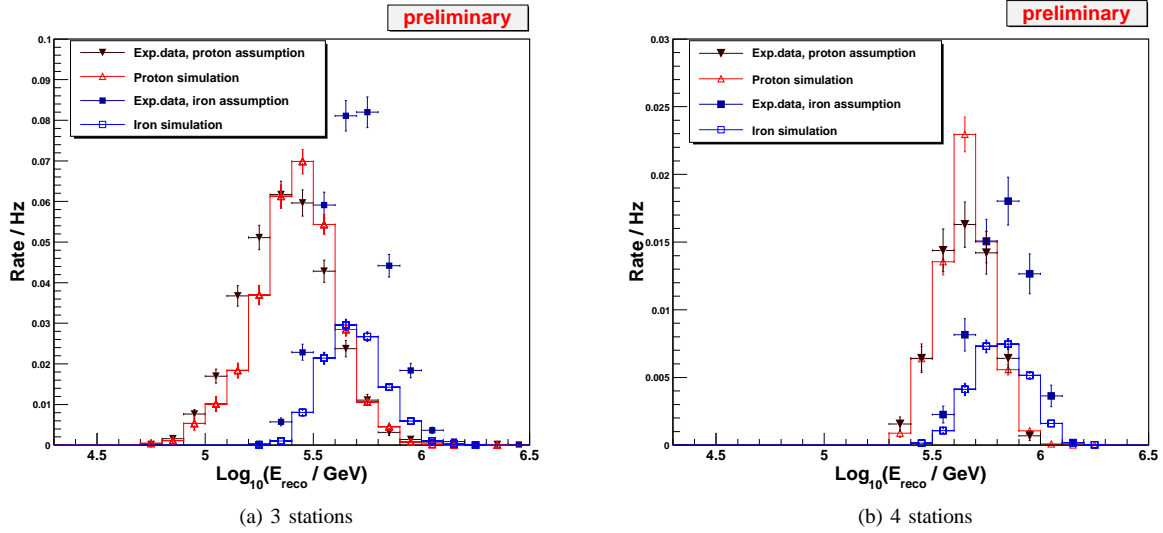 preliminary
0.1
0.09
0.08
0.07
0.06
0.05
0.04
0.03
0.02
0.01
0
Rate / Hz
Exp.data, proton assumption
Proton simulation
Exp.data, iron assumption
Iron simulation
4.5 5 5.5 6 6.5
Log10(Ereco / GeV)
(a) 3 stations
preliminary
0.03
0.025
0.02
0.015
0.01
0.005
0
Rate / Hz
Exp.data, proton assumption
Proton simulation
Exp.data, iron assumption
Iron simulation
4.5 5 5.5 6 6.5
Log10(Ereco / GeV)
(b) 4 stations